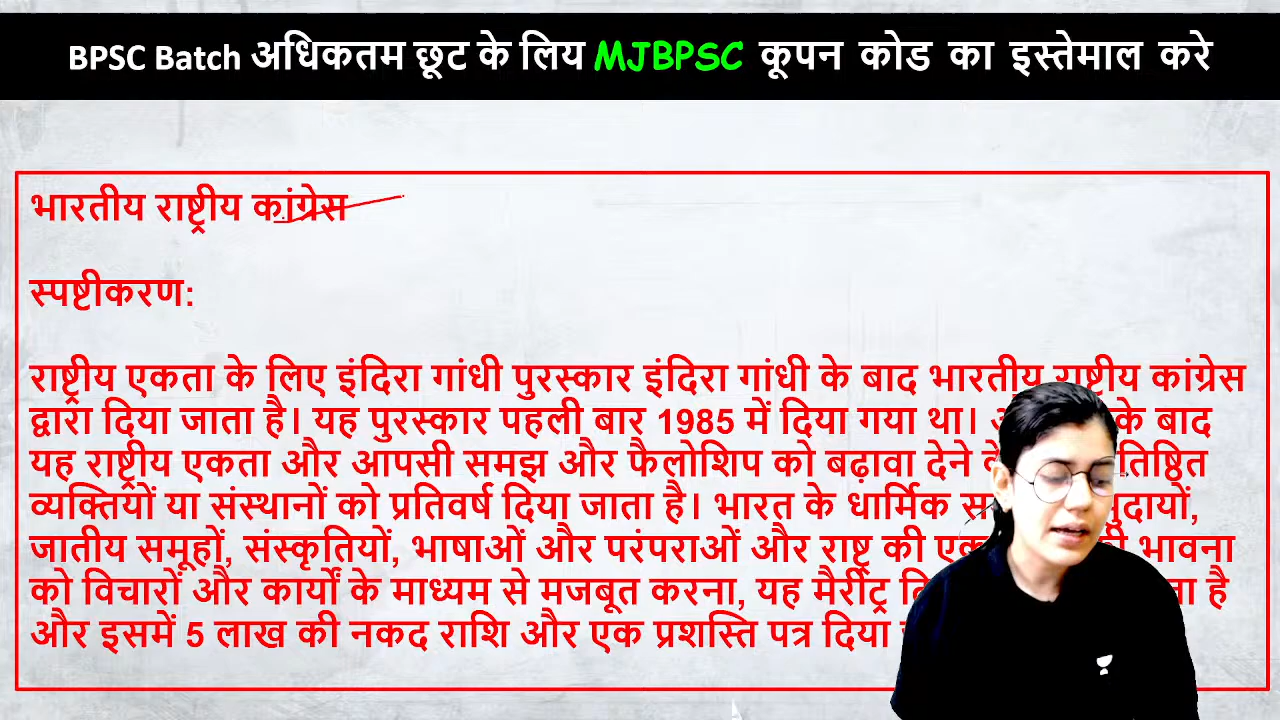 BPSC Batch अधिकतम छूट के लिय MJBPSC कूपन कोड का इस्तेमाल करे
भारतीय राष्ट्रीय कांग्रेस
स्पष्टीकरण:
राष्ट्रीय एकता के लिए इंदिरा गांधी पुरस्कार इंदिरा गांधी के बाद भारतीय राष्ट्रीय कांग्रेस
द्वारा दिया जाता है। यह पुरस्कार पहली बार 1985 में दिया गया था। के बाद
यह राष्ट्रीय एकता और आपसी समझ और फैलोशिप को बढ़ावा देने
व्यक्तियों या संस्थानों को प्रतिवर्ष दिया जाता है। भारत के धार्मिक
जातीय समूहों, संस्कृतियों, भाषाओं और परंपराओं और राष्ट्र की भावना
को विचारों और कार्यों के माध्यम से मजबूत करना, यह मैरीट्र है
और इसमें 5 लाख की नकद राशि और एक प्रशस्ति पत्र दिया